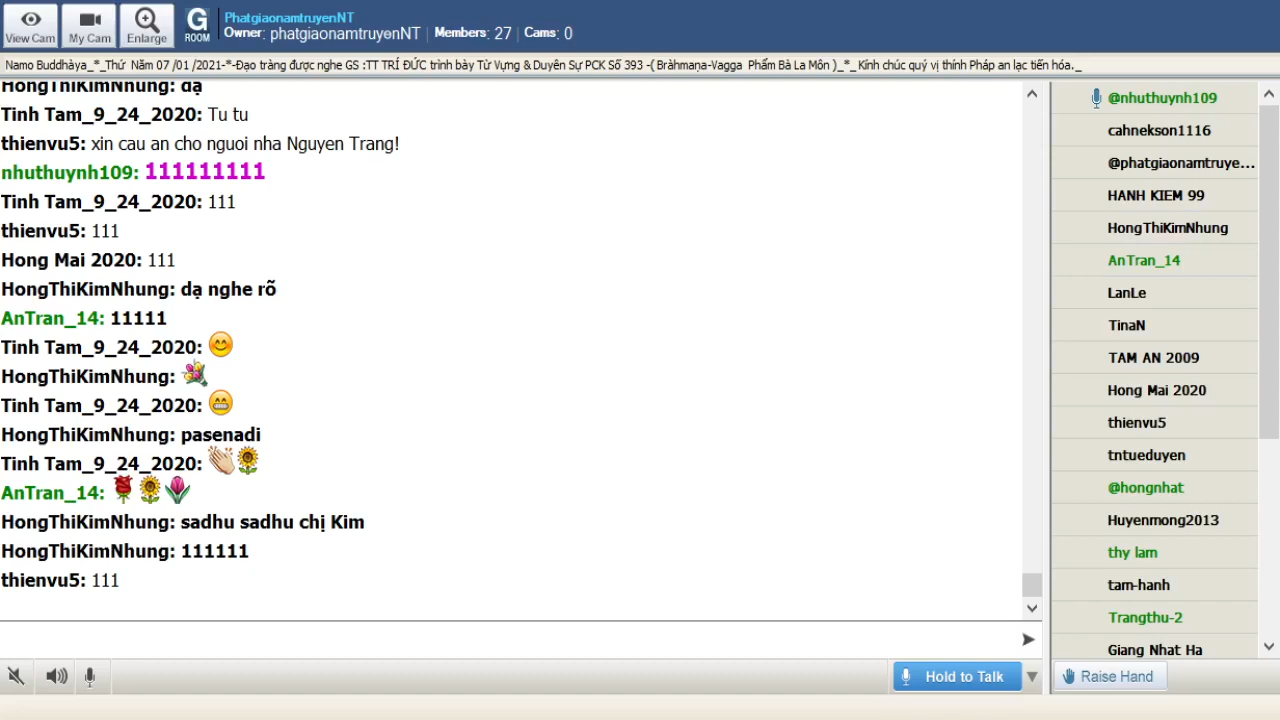 View Cam
My Cam
Enlarge
G
ROOM
PhatgiaonamtruyenNT
Owner: phatgiaonamtruyenNT | Members: 27 | Cams: 0
Namo Buddhàya_*_Thứ Năm 07 /01 /2021-*-Đạo tràng được nghe GS :TT TRÍ ĐỨC trình bày Từ Vựng & Duyên Sự PCK Số 393 -( Bràhmaṇa-Vagga Phẩm Bà La Môn )_*_ Kính chúc quý vị thính Pháp an lạc tiến hóa._
HongThiKimNhung: dạ
Tinh Tam_9_24_2020: Tu tu
thienvu5: xin cau an cho nguoi nha Nguyen Trang!
nhuthuynh109: 111111111
Tinh Tam_9_24_2020: 111
thienvu5: 111
Hong Mai 2020: 111
HongThiKimNhung: dạ nghe rõ
AnTran_14: 11111
Tinh Tam_9_24_2020: 😊
HongThiKimNhung: 💐
Tinh Tam_9_24_2020: 😁
HongThiKimNhung: pasenadi
Tinh Tam_9_24_2020: 👏🌻
AnTran_14: 🌹🌻🌷
HongThiKimNhung: sadhu sadhu chị Kim
HongThiKimNhung: 111111
thienvu5: 111
@nhuthuynh109
cahnekson1116
@phatgiaonamtruye...
HANH KIEM 99
HongThiKimNhung
AnTran_14
LanLe
TinaN
TAM AN 2009
Hong Mai 2020
thienvu5
tntueduyen
@hongnhat
Huyenmong2013
thy lam
tam-hanh
Trangthu-2
Giang Nhat Ha
Hold to Talk
Raise Hand